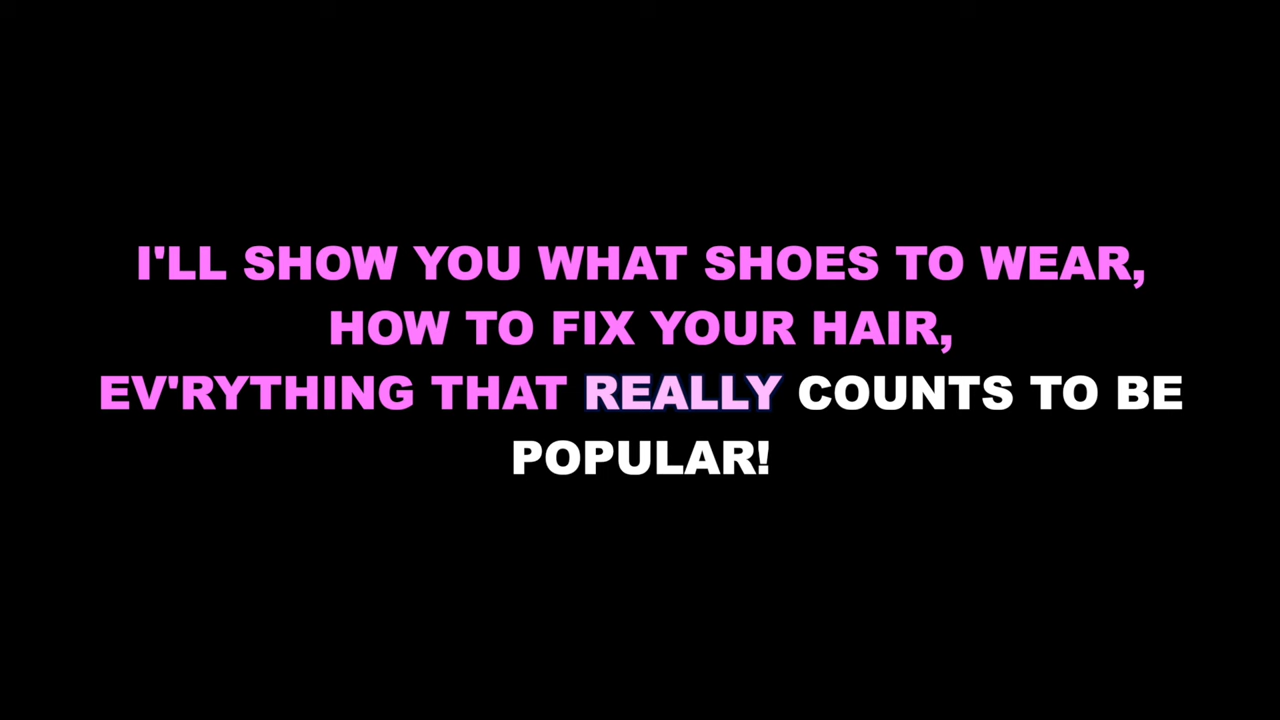 I'LL SHOW YOU WHAT SHOES TO WEAR,
HOW TO FIX YOUR HAIR,
EV'RYTHING THAT REALLY COUNTS TO BE
POPULAR!